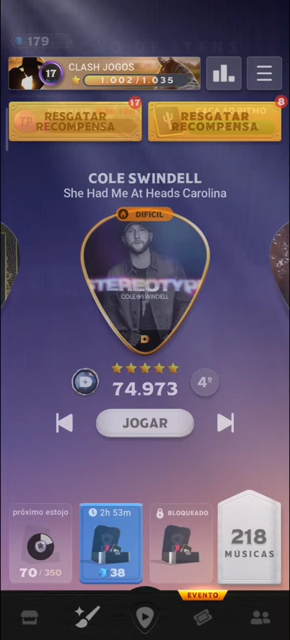 179
CLASH JOGOS
17
1.002/1.035
17
RESGATAR
RECOMPENSA
8
RESGATAR
RECOMPENSA
COLE SWINDELL
She Had Me At Heads Carolina
DIFÍCIL
STEREOTYP
COLE SWINDELL
D
D
74.973
4º
JOGAR
próximo estojo
70 / 350
2h 53m
38
BLOQUEADO
218
MÚSICAS
EVENTO